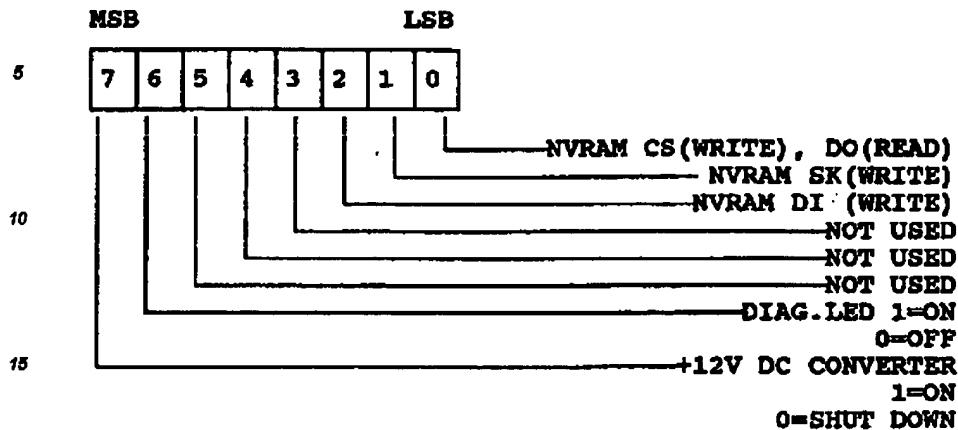 MSB LSB
5
7 6 5 4 3 2 1 0
NVRAM CS(WRITE), DO(READ)
NVRAM SK(WRITE)
NVRAM DI (WRITE)
10
NOT USED
NOT USED
NOT USED
DIAG.LED 1=ON
0=OFF
15 +12V DC CONVERTER
1=ON
0=SHUT DOWN